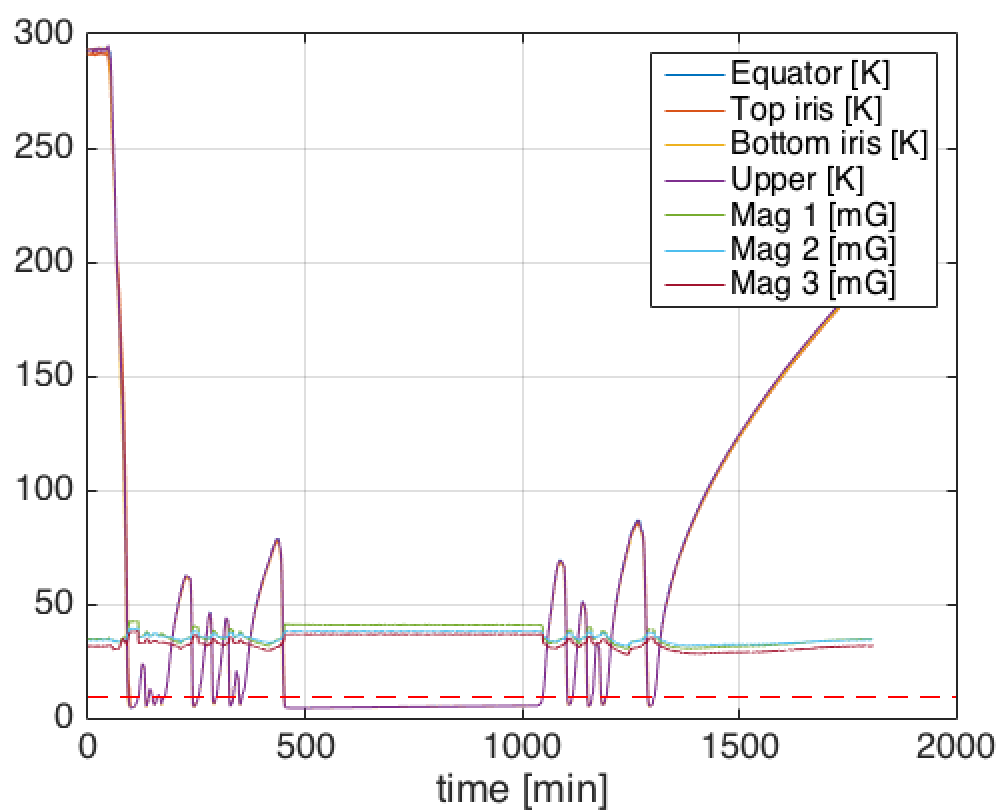 300
250
200
150
100
50
0
0 500 1000 1500 2000
time [min]
Equator [K]
Top iris [K]
Bottom iris [K]
Upper [K]
Mag 1 [mG]
Mag 2 [mG]
Mag 3 [mG]